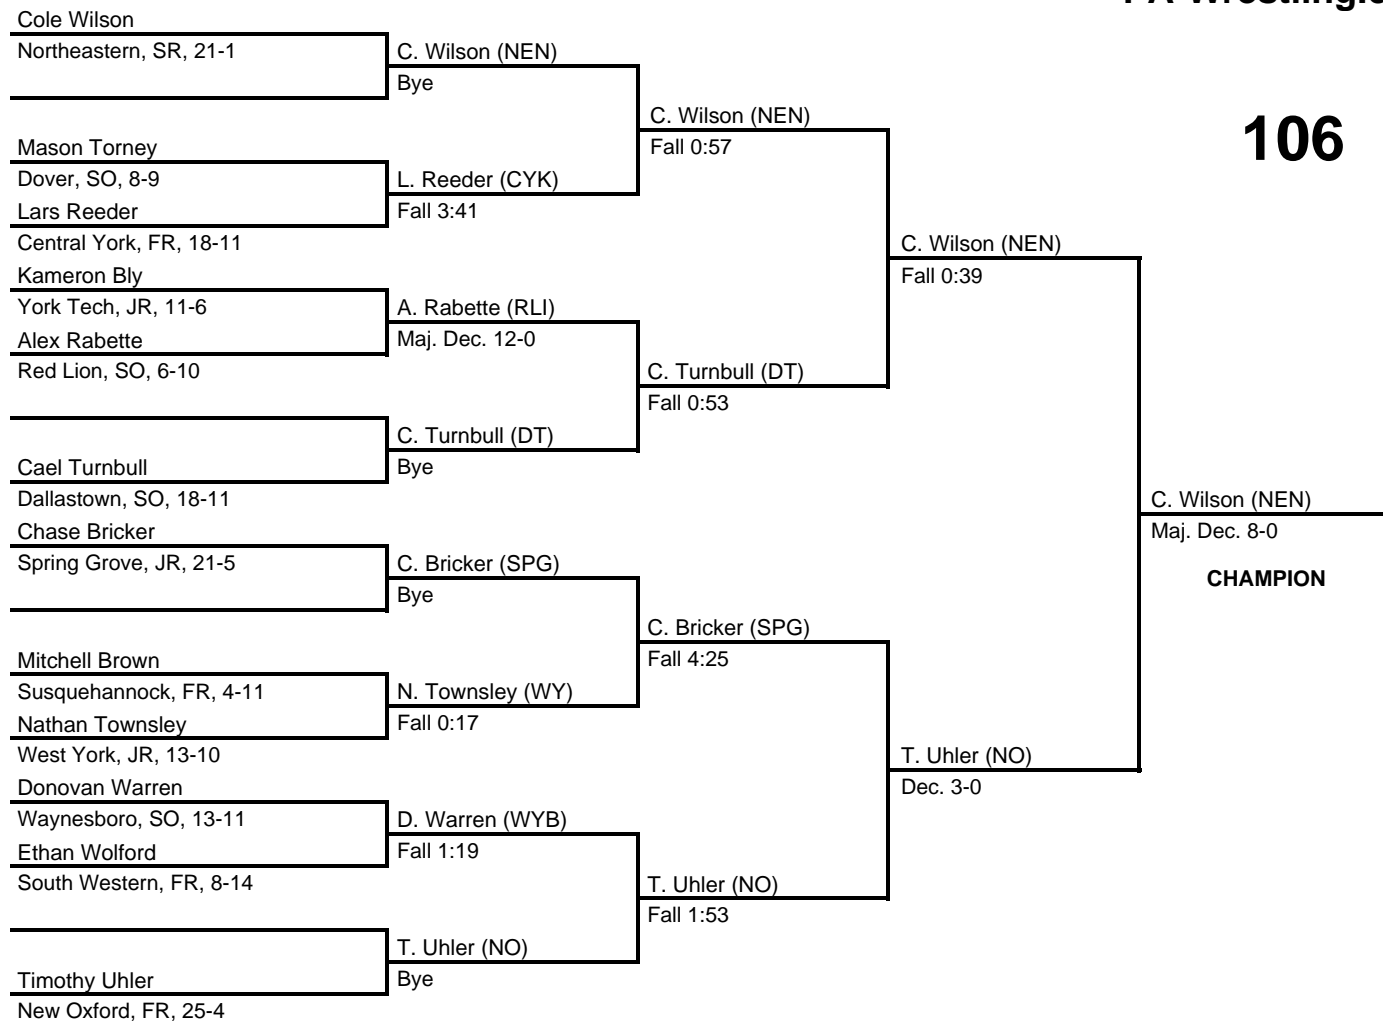 Cole Wilson
Northeastern, SR, 21-1
C. Wilson (NEN)
Bye
C. Wilson (NEN)
Fall 0:57
106
Mason Torney
Dover, SO, 8-9
L. Reeder (CYK)
Lars Reeder
Fall 3:41
Central York, FR, 18-11
C. Wilson (NEN)
Fall 0:39
Kameron Bly
York Tech, JR, 11-6
A. Rabette (RLI)
Alex Rabette
Maj. Dec. 12-0
Red Lion, SO, 6-10
C. Turnbull (DT)
Fall 0:53
C. Turnbull (DT)
Cael Turnbull
Bye
Dallastown, SO, 18-11
C. Wilson (NEN)
Maj. Dec. 8-0
CHAMPION
Chase Bricker
Spring Grove, JR, 21-5
C. Bricker (SPG)
Bye
C. Bricker (SPG)
Fall 4:25
Mitchell Brown
Susquehannock, FR, 4-11
N. Townsley (WY)
Nathan Townsley
Fall 0:17
West York, JR, 13-10
T. Uhler (NO)
Dec. 3-0
Donovan Warren
Waynesboro, SO, 13-11
D. Warren (WYB)
Ethan Wolford
Fall 1:19
South Western, FR, 8-14
T. Uhler (NO)
Fall 1:53
T. Uhler (NO)
Timothy Uhler
Bye
New Oxford, FR, 25-4